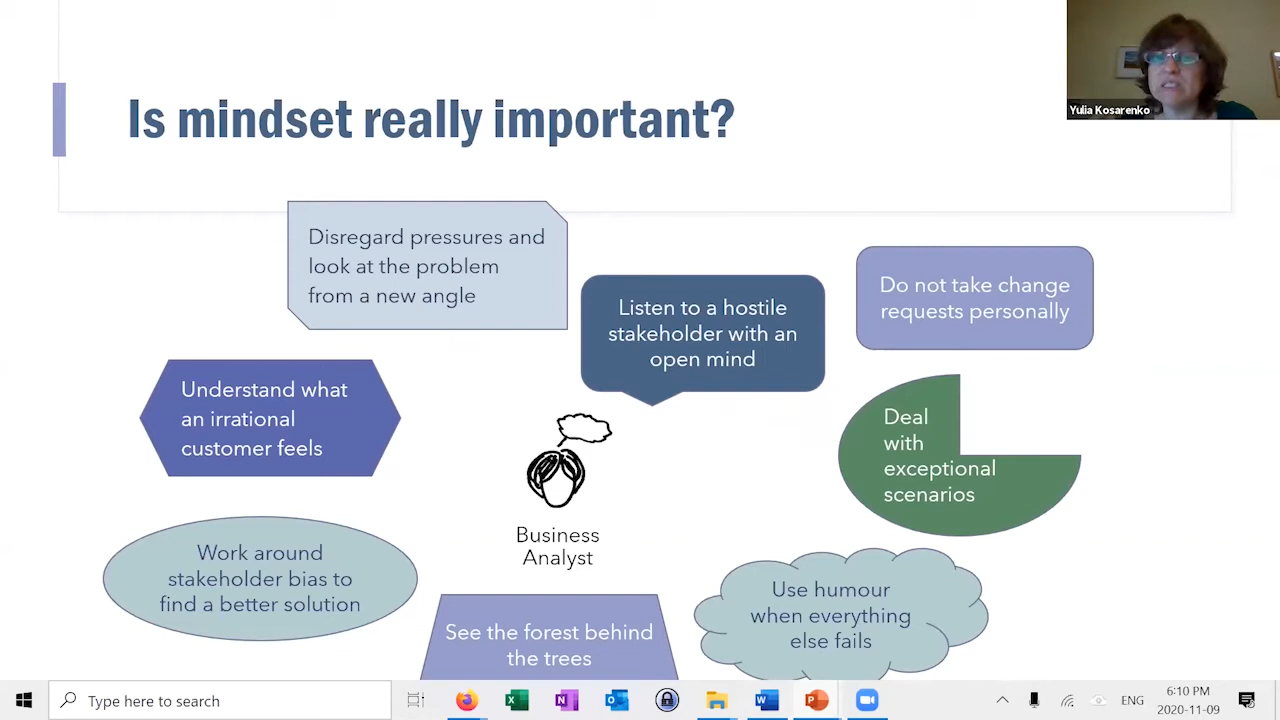 Is mindset really important?
Yulia Kosarenko
Disregard pressures and
look at the problem
from a new angle
Listen to a hostile
stakeholder with an
open mind
Do not take change
requests personally
Understand what
an irrational
customer feels
Deal
with
exceptional
scenarios
Business
Analyst
Work around
stakeholder bias to
find a better solution
See the forest behind
the trees
Use humour
when everything
else fails
Type here to search
ENG
6:10 PM
2020-11-09